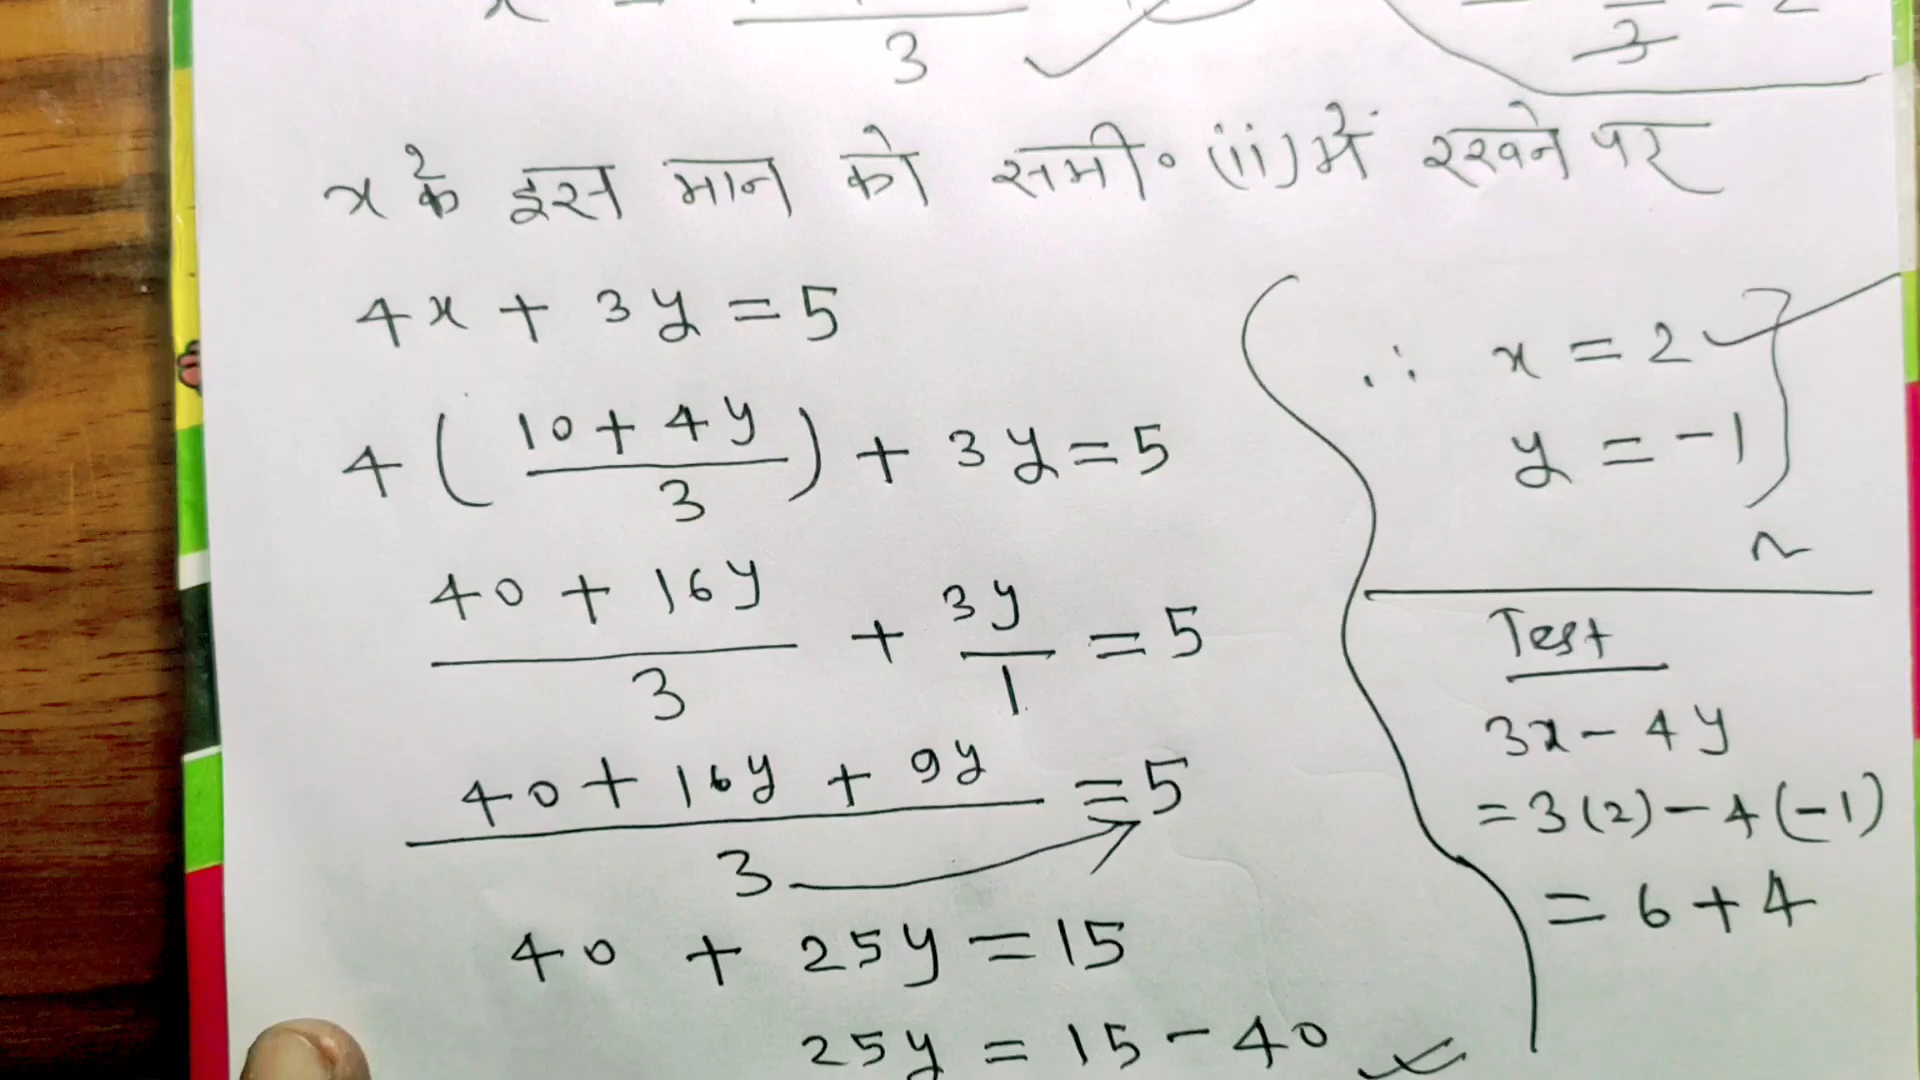 x = 3
3
x के इस मान को समी॰ (ii) में रखने पर
4x + 3y = 5
4 ( 10 + 4y / 3 ) + 3y = 5
40 + 16y / 3 + 3y / 1 = 5
40 + 16y + 9y / 3 = 5
40 + 25y = 15
25y = 15 - 40
∴ x = 2
y = -1
Test
3x - 4y
= 3(2) - 4(-1)
= 6 + 4